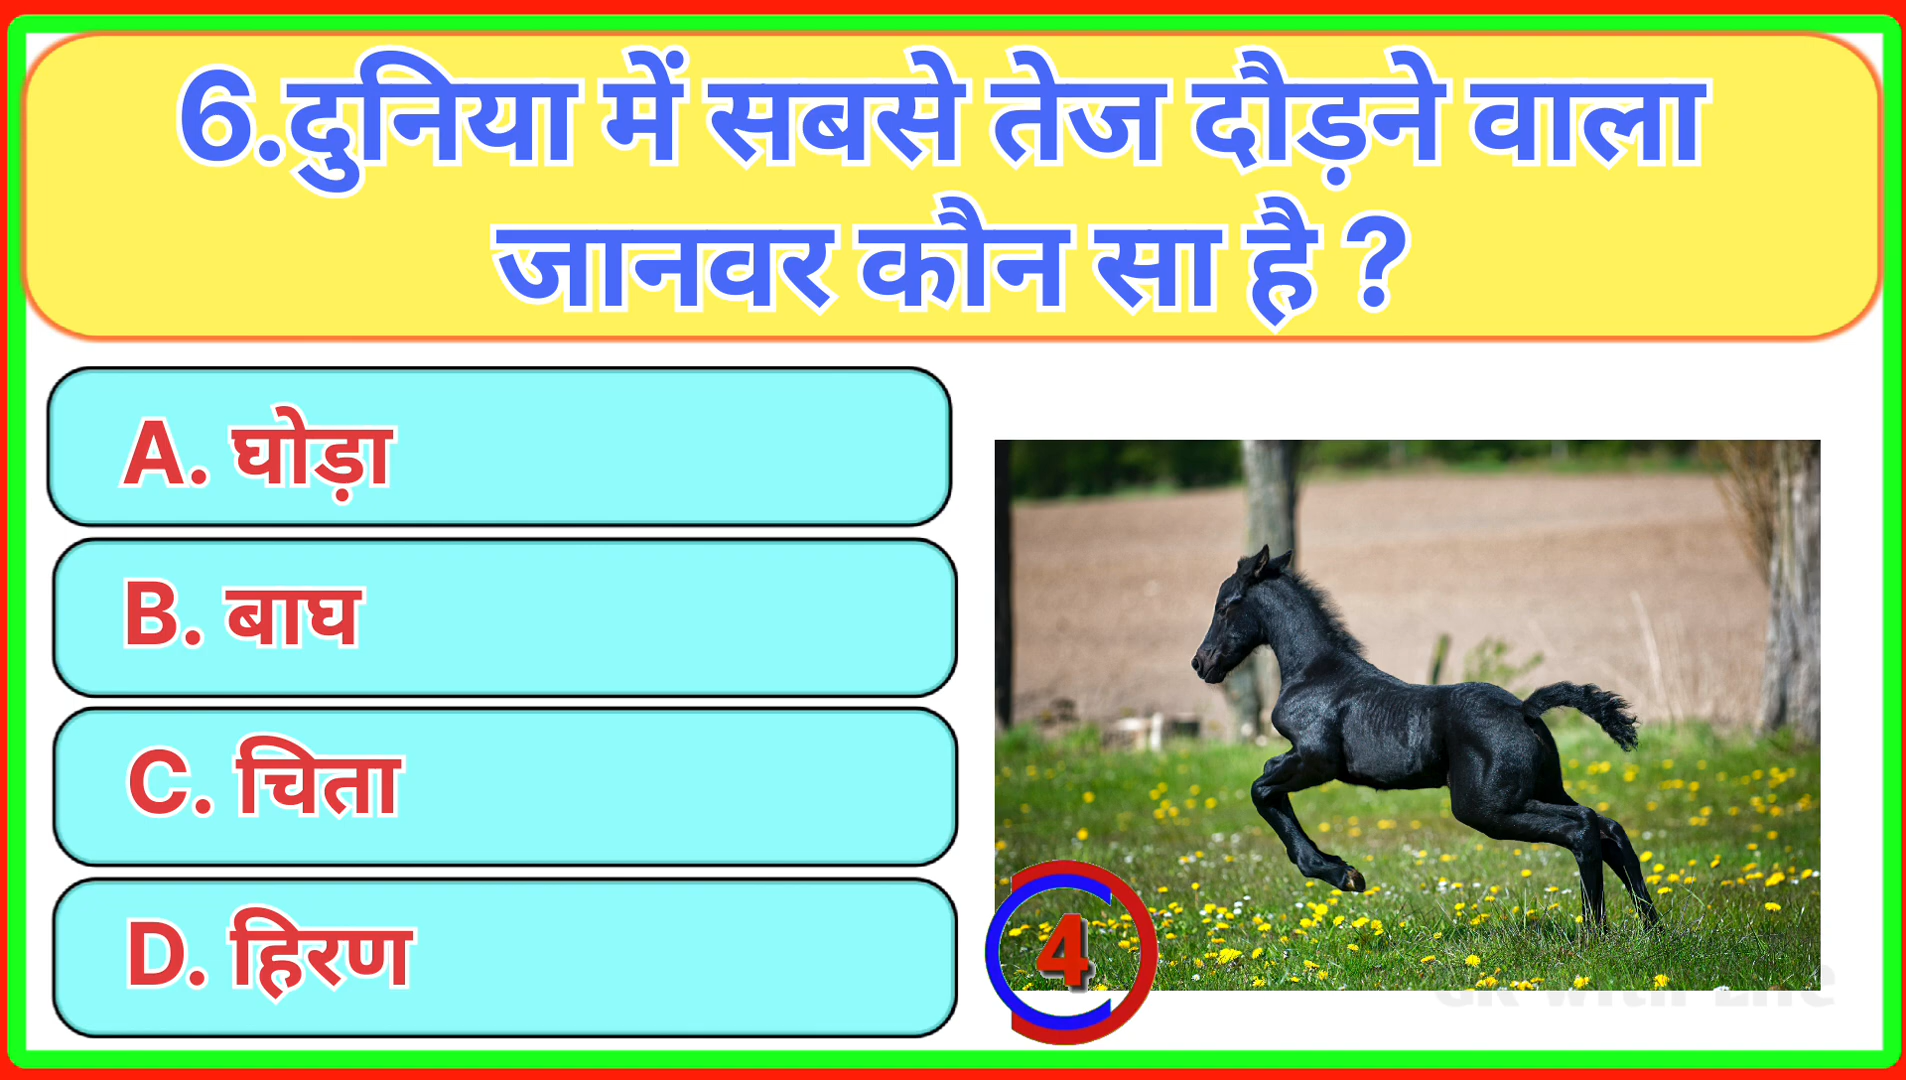 6.दुनिया में सबसे तेज दौड़ने वाला
जानवर कौन सा है ?
A. घोड़ा
B. बाघ
C. चिता
D. हिरण
4